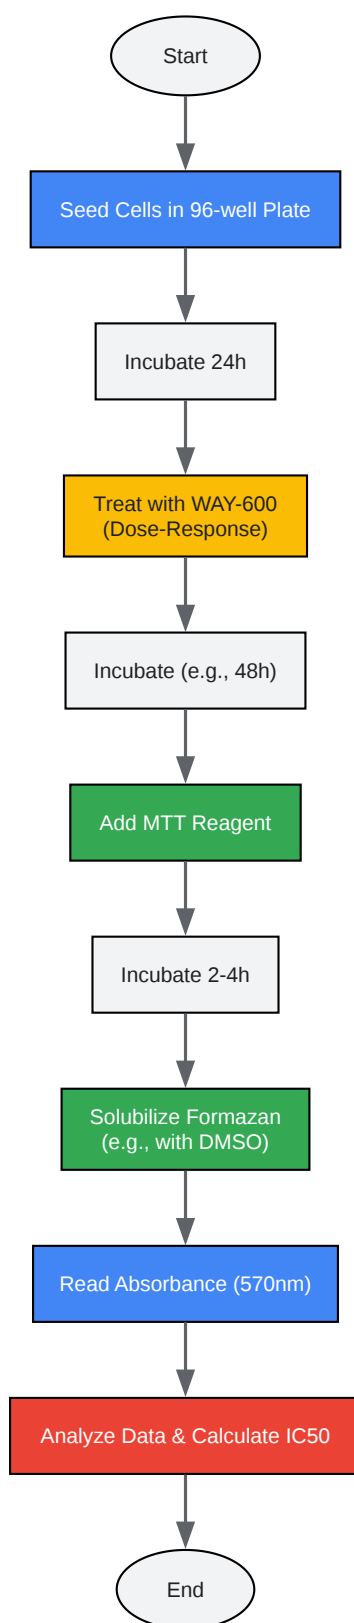 Start
Seed Cells in 96-well Plate
Incubate 24h
Treat with WAY-600
(Dose-Response)
Incubate (e.g., 48h)
Add MTT Reagent
Incubate 2-4h
Solubilize Formazan
(e.g., with DMSO)
Read Absorbance (570nm)
Analyze Data & Calculate IC50
End